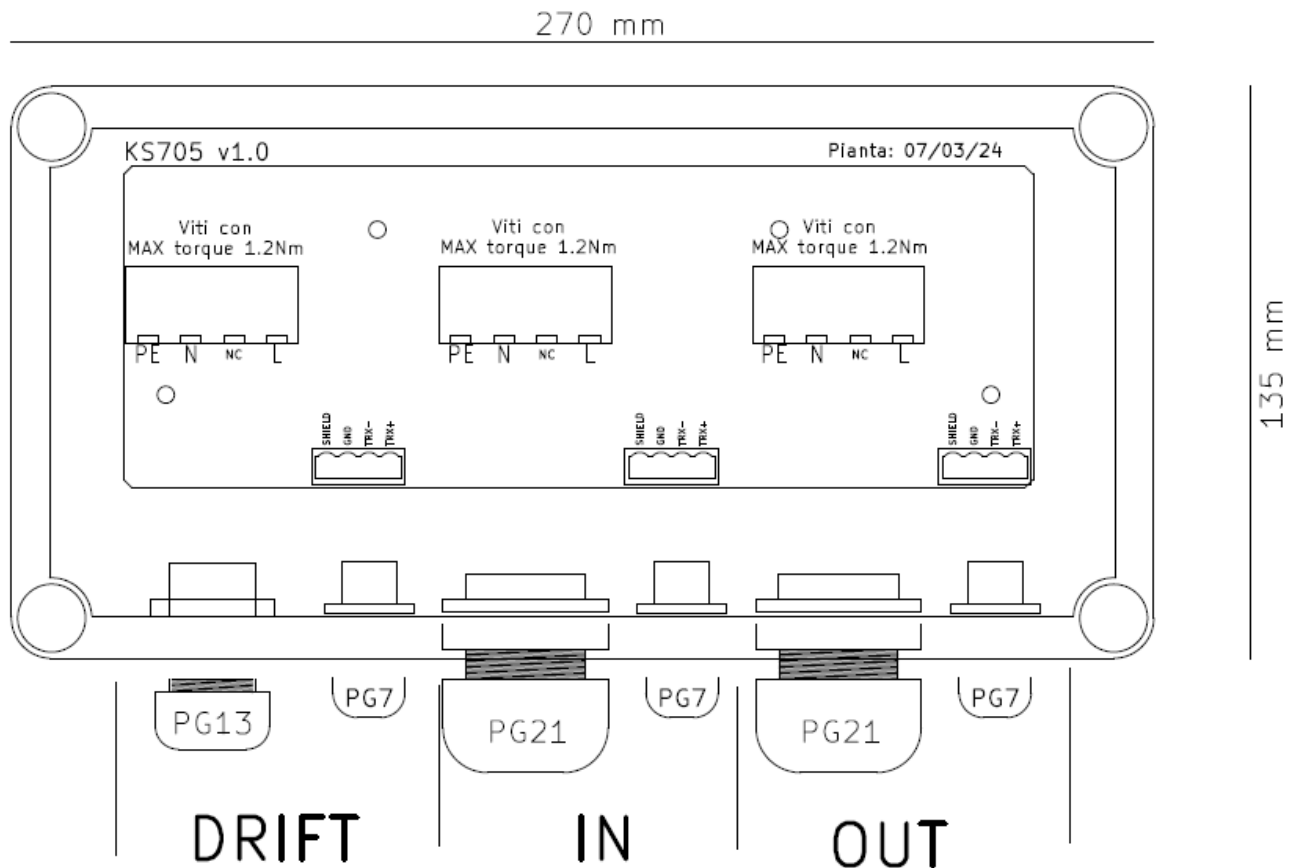 270 mm
KS705 v1.0
Pianta: 07/03/24
Viti con
MAX torque 1.2Nm
Viti con
MAX torque 1.2Nm
Viti con
MAX torque 1.2Nm
PE N NC L
PE N NC L
PE N NC L
135 mm
SHIELD
GND
TRX-
TRX+
SHIELD
GND
TRX-
TRX+
SHIELD
GND
TRX-
TRX+
PG13
PG7
PG21
PG7
PG21
PG7
DRIFT
IN
OUT